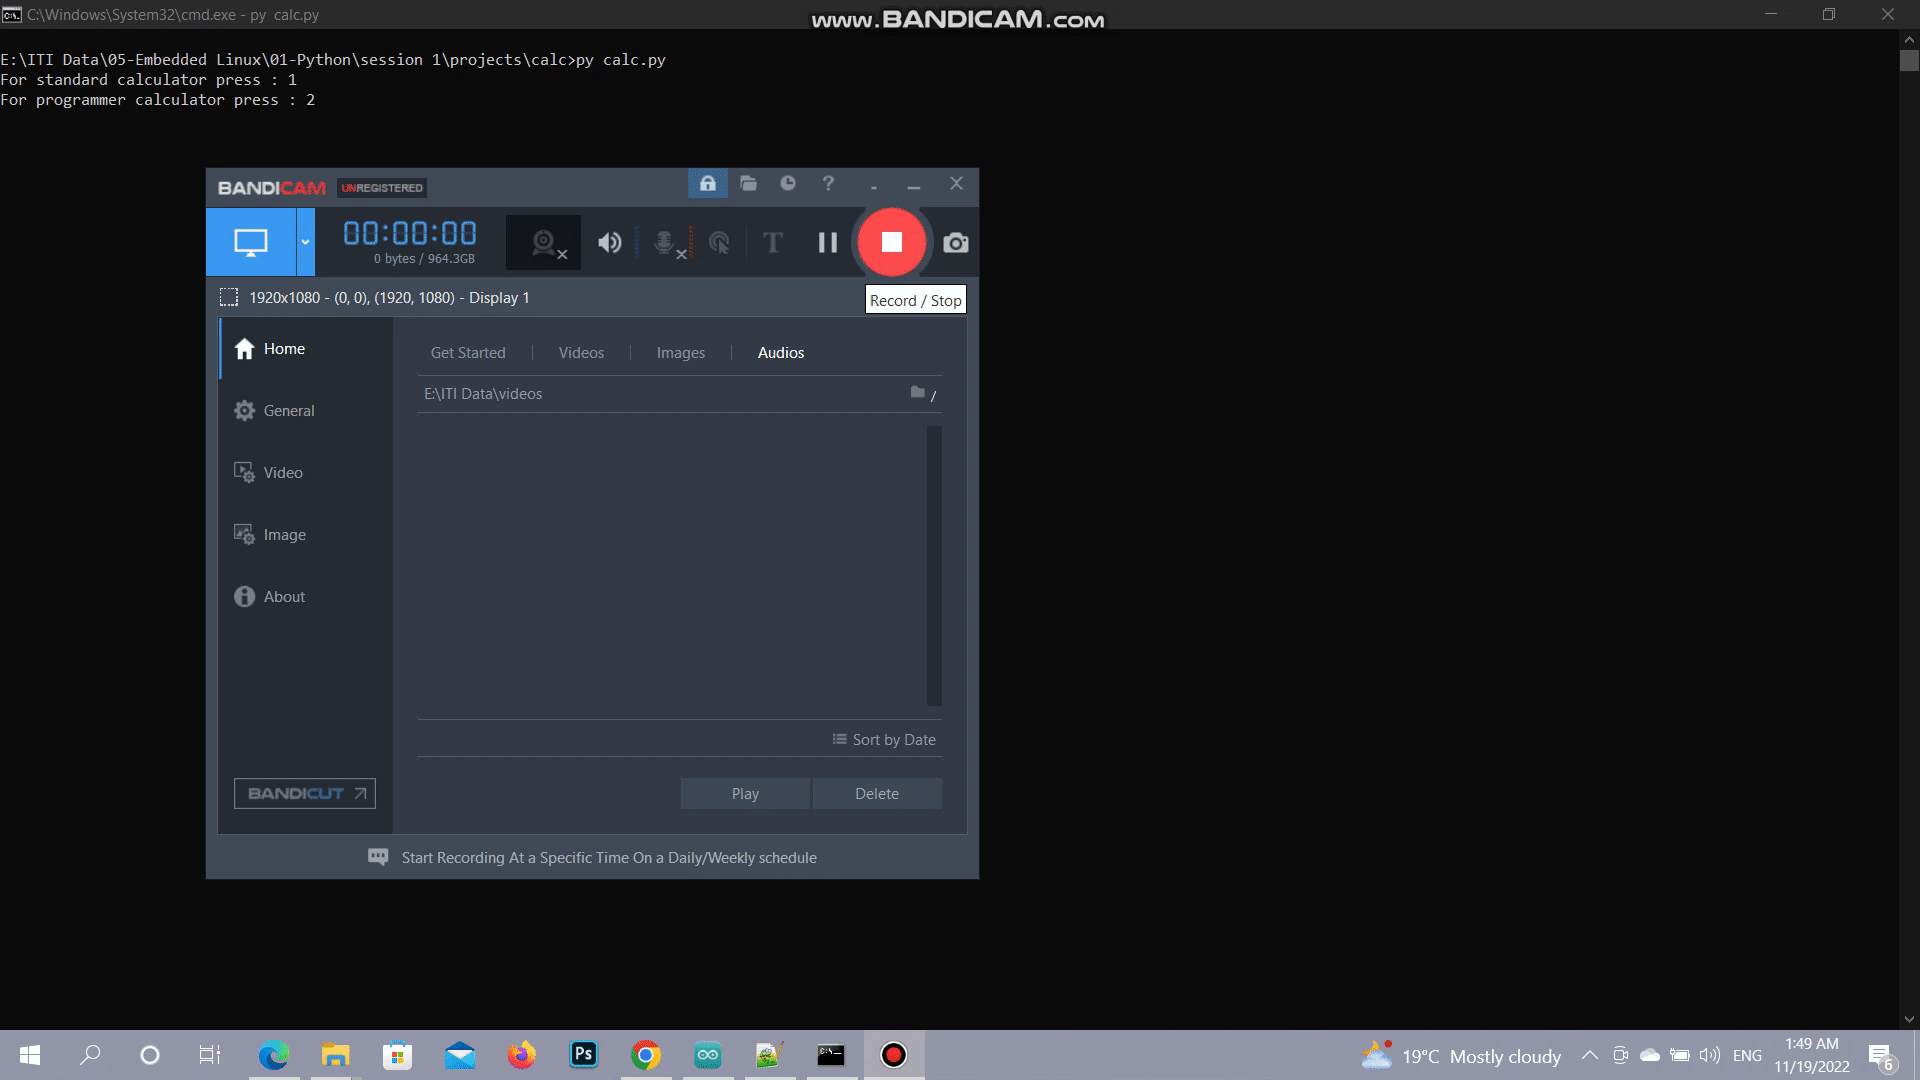 C:\Windows\System32\cmd.exe - py  calc.py
www.BANDICAM.com
E:\ITI Data\05-Embedded Linux\01-Python\session 1\projects\calc>py calc.py
For standard calculator press : 1
For programmer calculator press : 2
BANDICAM UNREGISTERED
00:00:00
0 bytes / 964.3GB
1920x1080 - (0, 0), (1920, 1080) - Display 1
Record / Stop
Home
General
Video
Image
About
Get Started
Videos
Images
Audios
E:\ITI Data\videos
Sort by Date
Play
Delete
BANDICUT
Start Recording At a Specific Time On a Daily/Weekly schedule
Ps
19°C Mostly cloudy
ENG
1:49 AM
11/19/2022
6